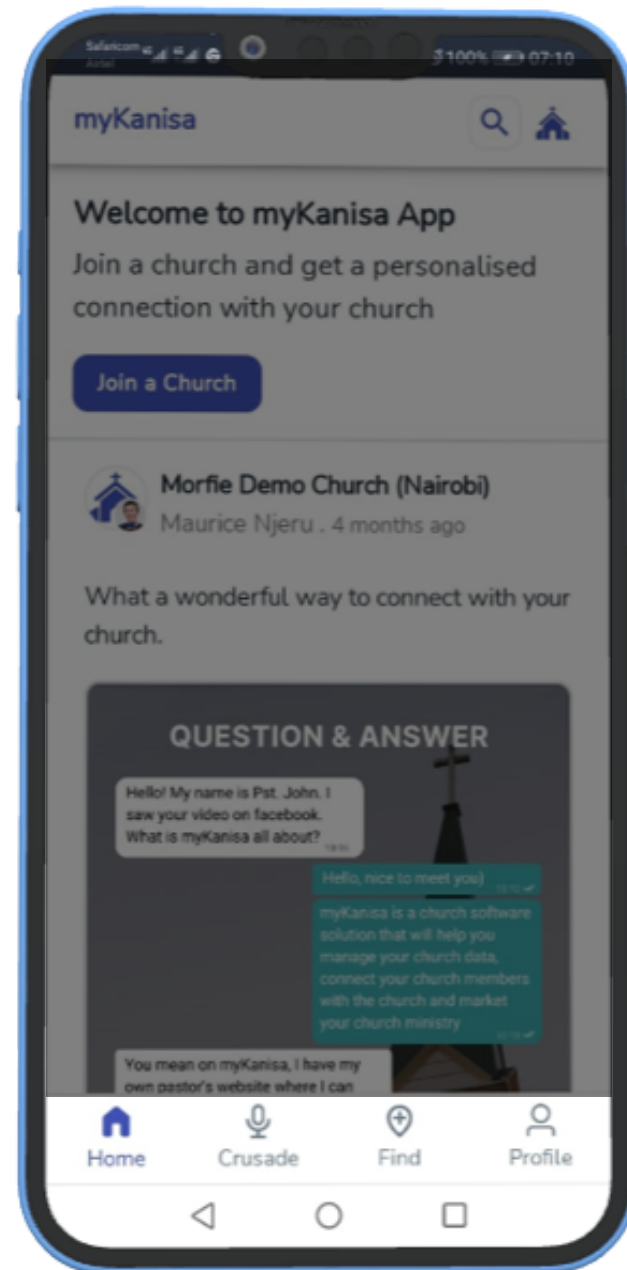 Safaricom 4G 4G
Airtel
100% 07:10
myKanisa
Welcome to myKanisa App
Join a church and get a personalised
connection with your church
Join a Church
Morfie Demo Church (Nairobi)
Maurice Njeru . 4 months ago
What a wonderful way to connect with your
church.
QUESTION & ANSWER
Hello! My name is Pst. John. I
saw your video on facebook.
What is myKanisa all about?
Hello, nice to meet you)
myKanisa is a church software
solution that will help you
manage your church data,
connect your church members
with the church and market
your church ministry
You mean on myKanisa, I have my
own pastor's website where I can
Home
Crusade
Find
Profile